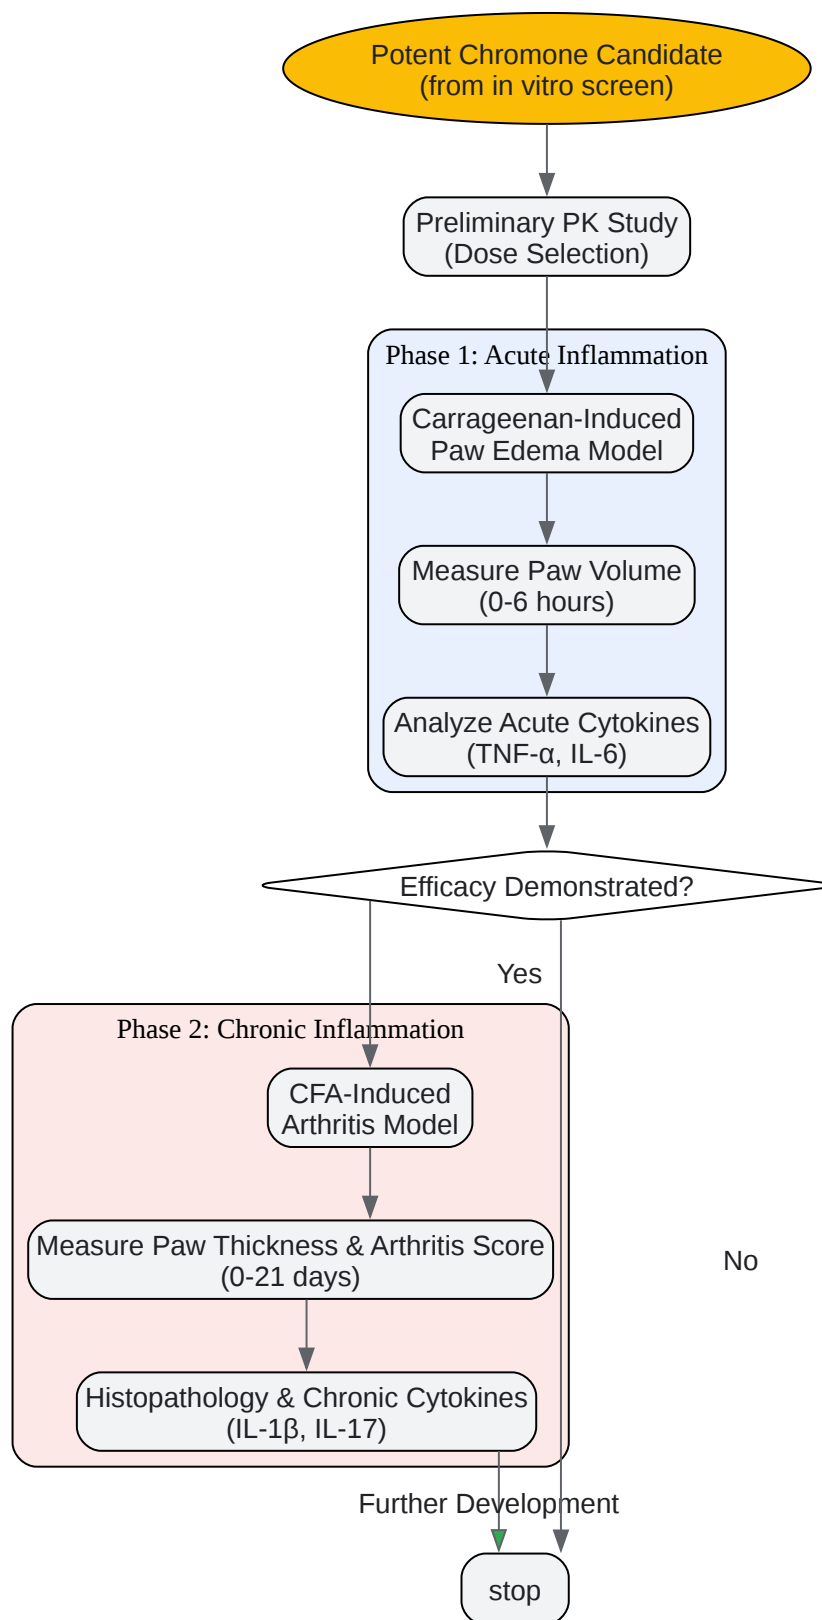 Potent Chromone Candidate
(from in vitro screen)
Preliminary PK Study
(Dose Selection)
Phase 1: Acute Inflammation
Carrageenan-Induced
Paw Edema Model
Measure Paw Volume
(0-6 hours)
Analyze Acute Cytokines
(TNF-α, IL-6)
Efficacy Demonstrated?
Yes
Phase 2: Chronic Inflammation
CFA-Induced
Arthritis Model
Measure Paw Thickness & Arthritis Score
(0-21 days)
No
Histopathology & Chronic Cytokines
(IL-1β, IL-17)
Further Development
stop